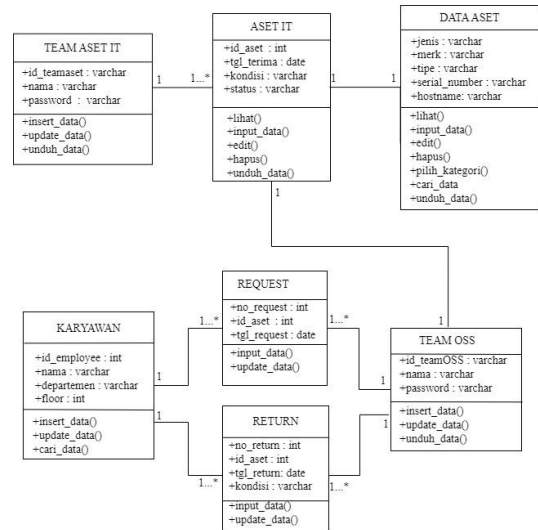 TEAM ASET IT
+id_teamaset : varchar
+nama : varchar
+password : varchar
+insert_data()
+update_data()
+unduh_data()
1
1...*
ASET IT
+id_aset : int
+tgl_terima : date
+kondisi : varchar
+status : varchar
+lihat()
+input_data()
+edit()
+hapus()
+unduh_data()
1
1
DATA ASET
+jenis : varchar
+merk : varchar
+tipe : varchar
+serial_number : varchar
+hostname: varchar
+lihat()
+input_data()
+edit()
+hapus()
+pilih_kategori()
+cari_data
+unduh_data()
1
1
KARYAWAN
+id_employee : int
+nama : varchar
+departemen : varchar
+floor : int
+insert_data()
+update_data()
+cari_data()
1
1
1...*
1...*
REQUEST
+no_request : int
+id_aset : int
+tgl_request : date
+input_data()
+update_data()
1...*
1
RETURN
+no_return : int
+id_aset : int
+tgl_return: date
+kondisi : varchar
+input_data()
+update_data()
1...*
1
TEAM OSS
+id_teamOSS : varchar
+nama : varchar
+password : varchar
+insert_data()
+update_data()
+unduh_data()